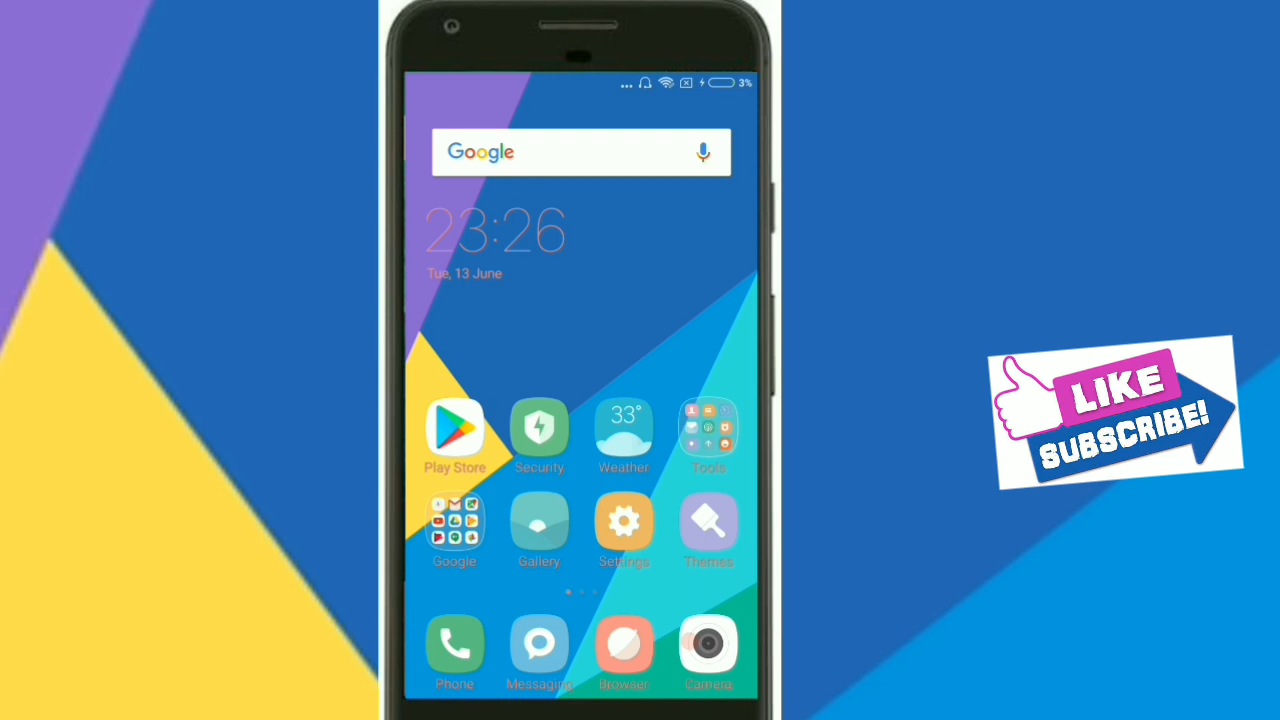 3%
Google
23:26
Tue, 13 June
33°
Play Store
Security
Weather
Tools
Google
Gallery
Settings
Themes
Phone
Messaging
Browser
Camera
LIKE
SUBSCRIBE!